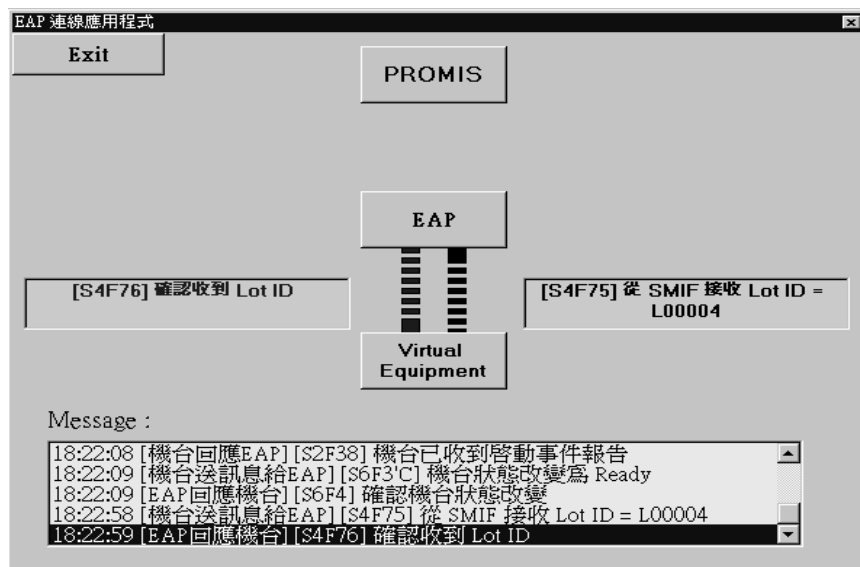 EAP 連線應用程式
Exit
PROMIS
EAP
[S4F76] 確認收到 Lot ID
[S4F75] 從 SMIF 接收 Lot ID =
L00004
Virtual
Equipment
Message :
18:22:08 [機台回應EAP] [S2F38] 機台已收到啓動事件報告
18:22:09 [機台送訊息給EAP] [S6F3'C] 機台狀態改變為 Ready
18:22:09 [EAP回應機台] [S6F4] 確認機台狀態改變
18:22:58 [機台送訊息給EAP] [S4F75] 從 SMIF 接收 Lot ID = L00004
18:22:59 [EAP回應機台] [S4F76] 確認收到 Lot ID